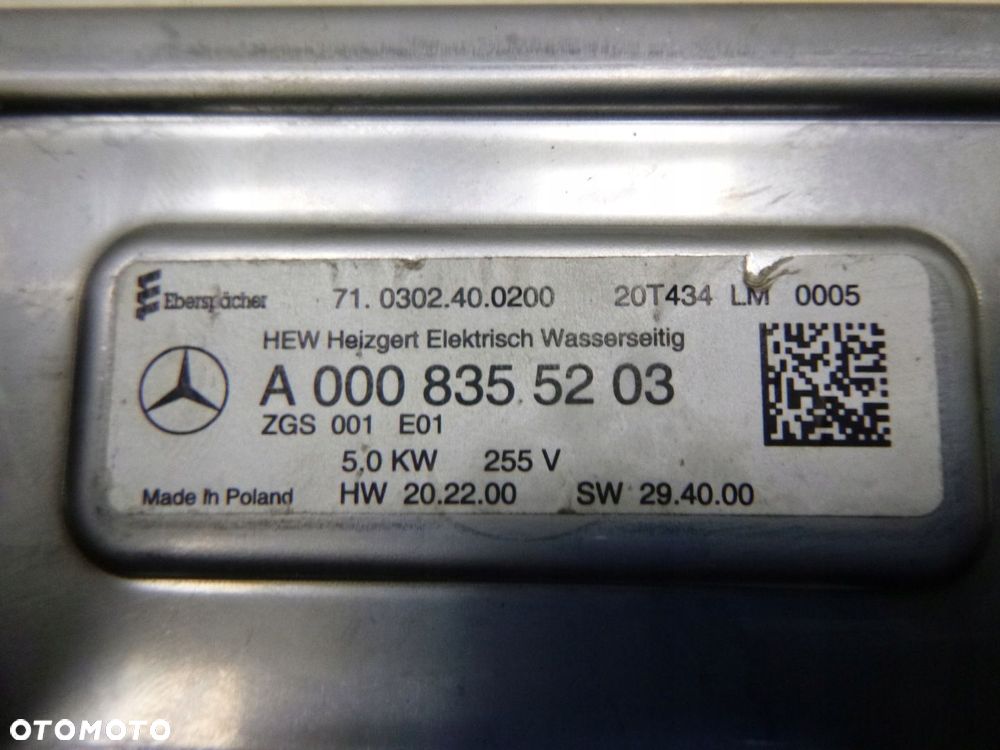 Eberspächer 71. 0302.40.0200 20T434 LM 0005
HEW Heizgert Elektrisch Wasserseitig
A 000 835 52 03
ZGS 001 E01
5.0 KW 255 V
Made In Poland HW 20.22.00 SW 29.40.00
OTOMOTO